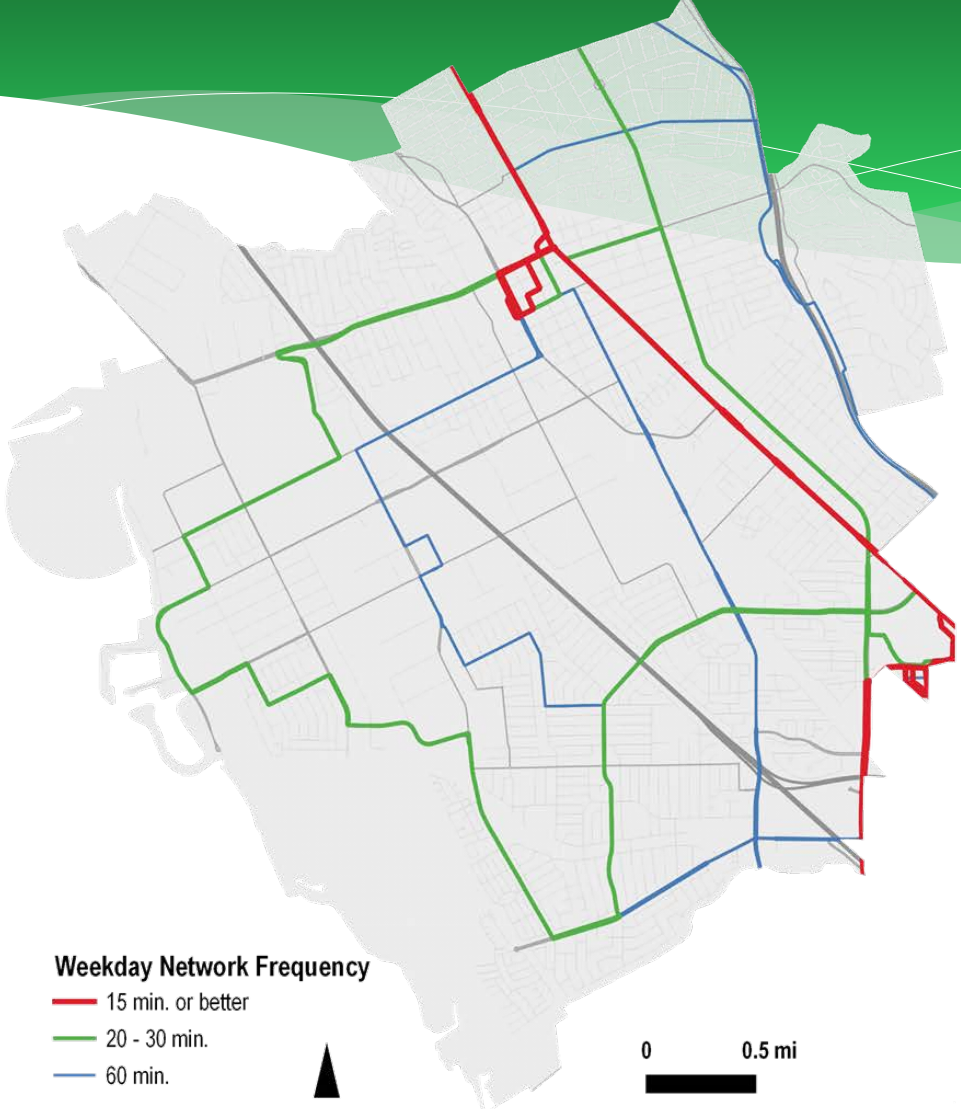 Weekday Network Frequency
15 min. or better
20 - 30 min.
60 min.
0 0.5 mi